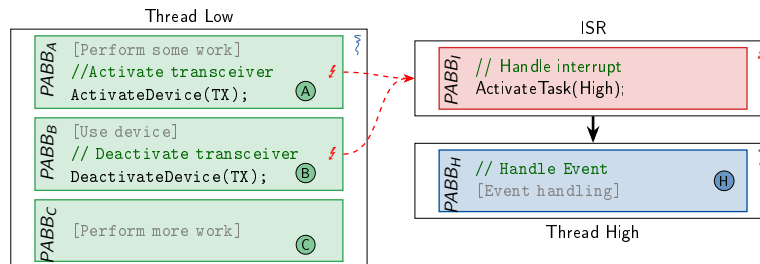 Thread Low
PABB_A
[Perform some work]
//Activate transceiver
ActivateDevice(TX);
A
PABB_B
[Use device]
// Deactivate transceiver
DeactivateDevice(TX);
B
PABB_C
[Perform more work]
C
ISR
PABB_I
// Handle interrupt
ActivateTask(High);
PABB_H
// Handle Event
[Event handling]
H
Thread High